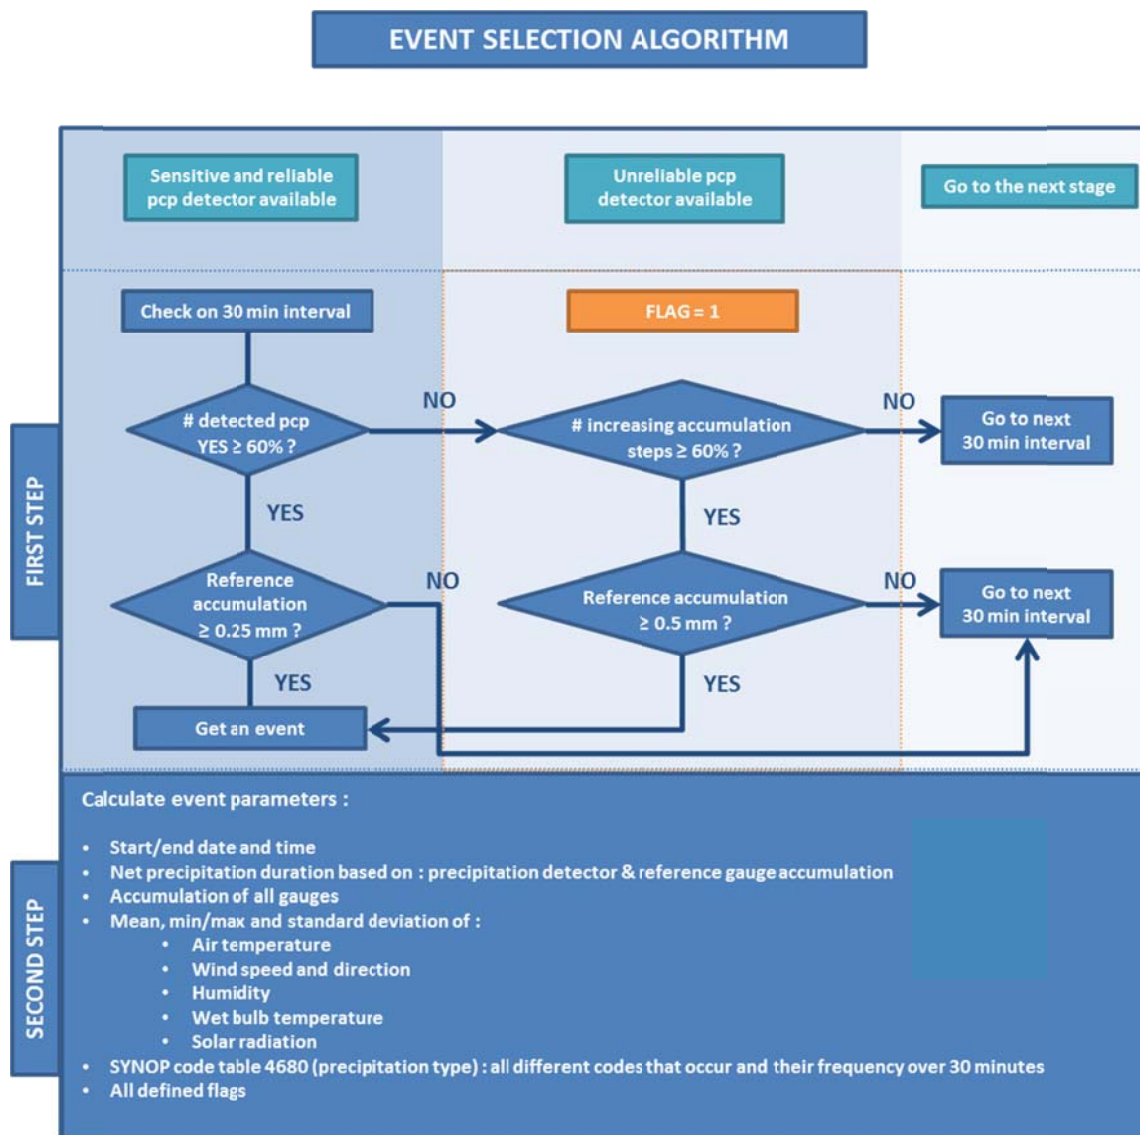 EVENT SELECTION ALGORITHM
Sensitive and reliable
pcp detector available
Unreliable pcp
detector available
Go to the next stage
FIRST STEP
Check on 30 min interval
FLAG = 1
# detected pcp
YES ≥ 60% ?
NO
# increasing accumulation
steps ≥ 60% ?
NO
Go to next
30 min interval
YES
YES
Reference
accumulation
≥ 0.25 mm ?
NO
Reference accumulation
≥ 0.5 mm ?
NO
Go to next
30 min interval
YES
YES
Get an event
SECOND STEP
Calculate event parameters :
• Start/end date and time
• Net precipitation duration based on : precipitation detector & reference gauge accumulation
• Accumulation of all gauges
• Mean, min/max and standard deviation of :
• Air temperature
• Wind speed and direction
• Humidity
• Wet bulb temperature
• Solar radiation
• SYNOP code table 4680 (precipitation type) : all different codes that occur and their frequency over 30 minutes
• All defined flags